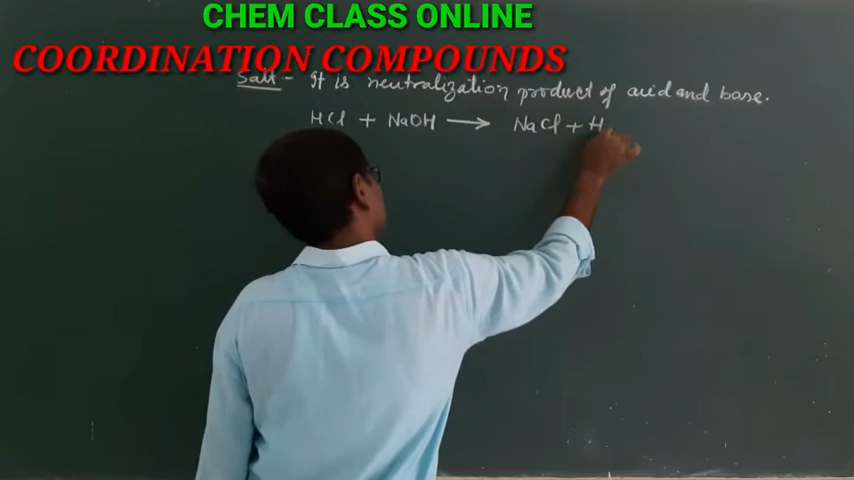 CHEM CLASS ONLINE
COORDINATION COMPOUNDS
Salt :- It is neutralization product of acid and base.
HCl + NaOH ⟶ NaCl + H